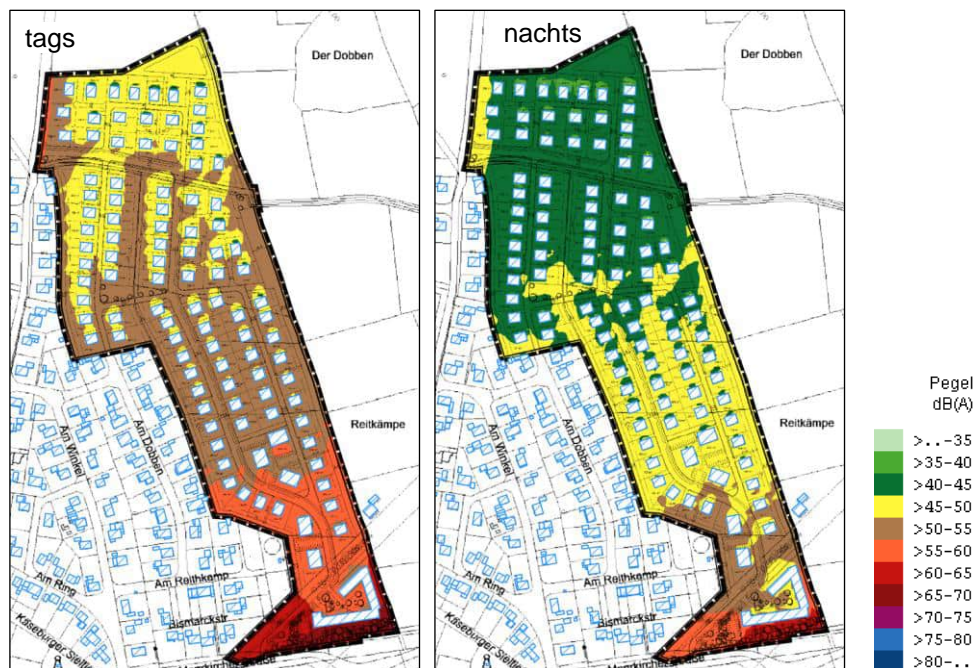 tags
Der Dobben
Reitkämpe
Am Winkel
Am Dobben
Am Ring
Am Reithkamp
Bismarckstr
nachts
Der Dobben
Reitkämpe
Am Winkel
Am Dobben
Am Ring
Am Reithkamp
Bismarckstr
Pegel
dB(A)
>..-35
>35-40
>40-45
>45-50
>50-55
>55-60
>60-65
>65-70
>70-75
>75-80
>80-..